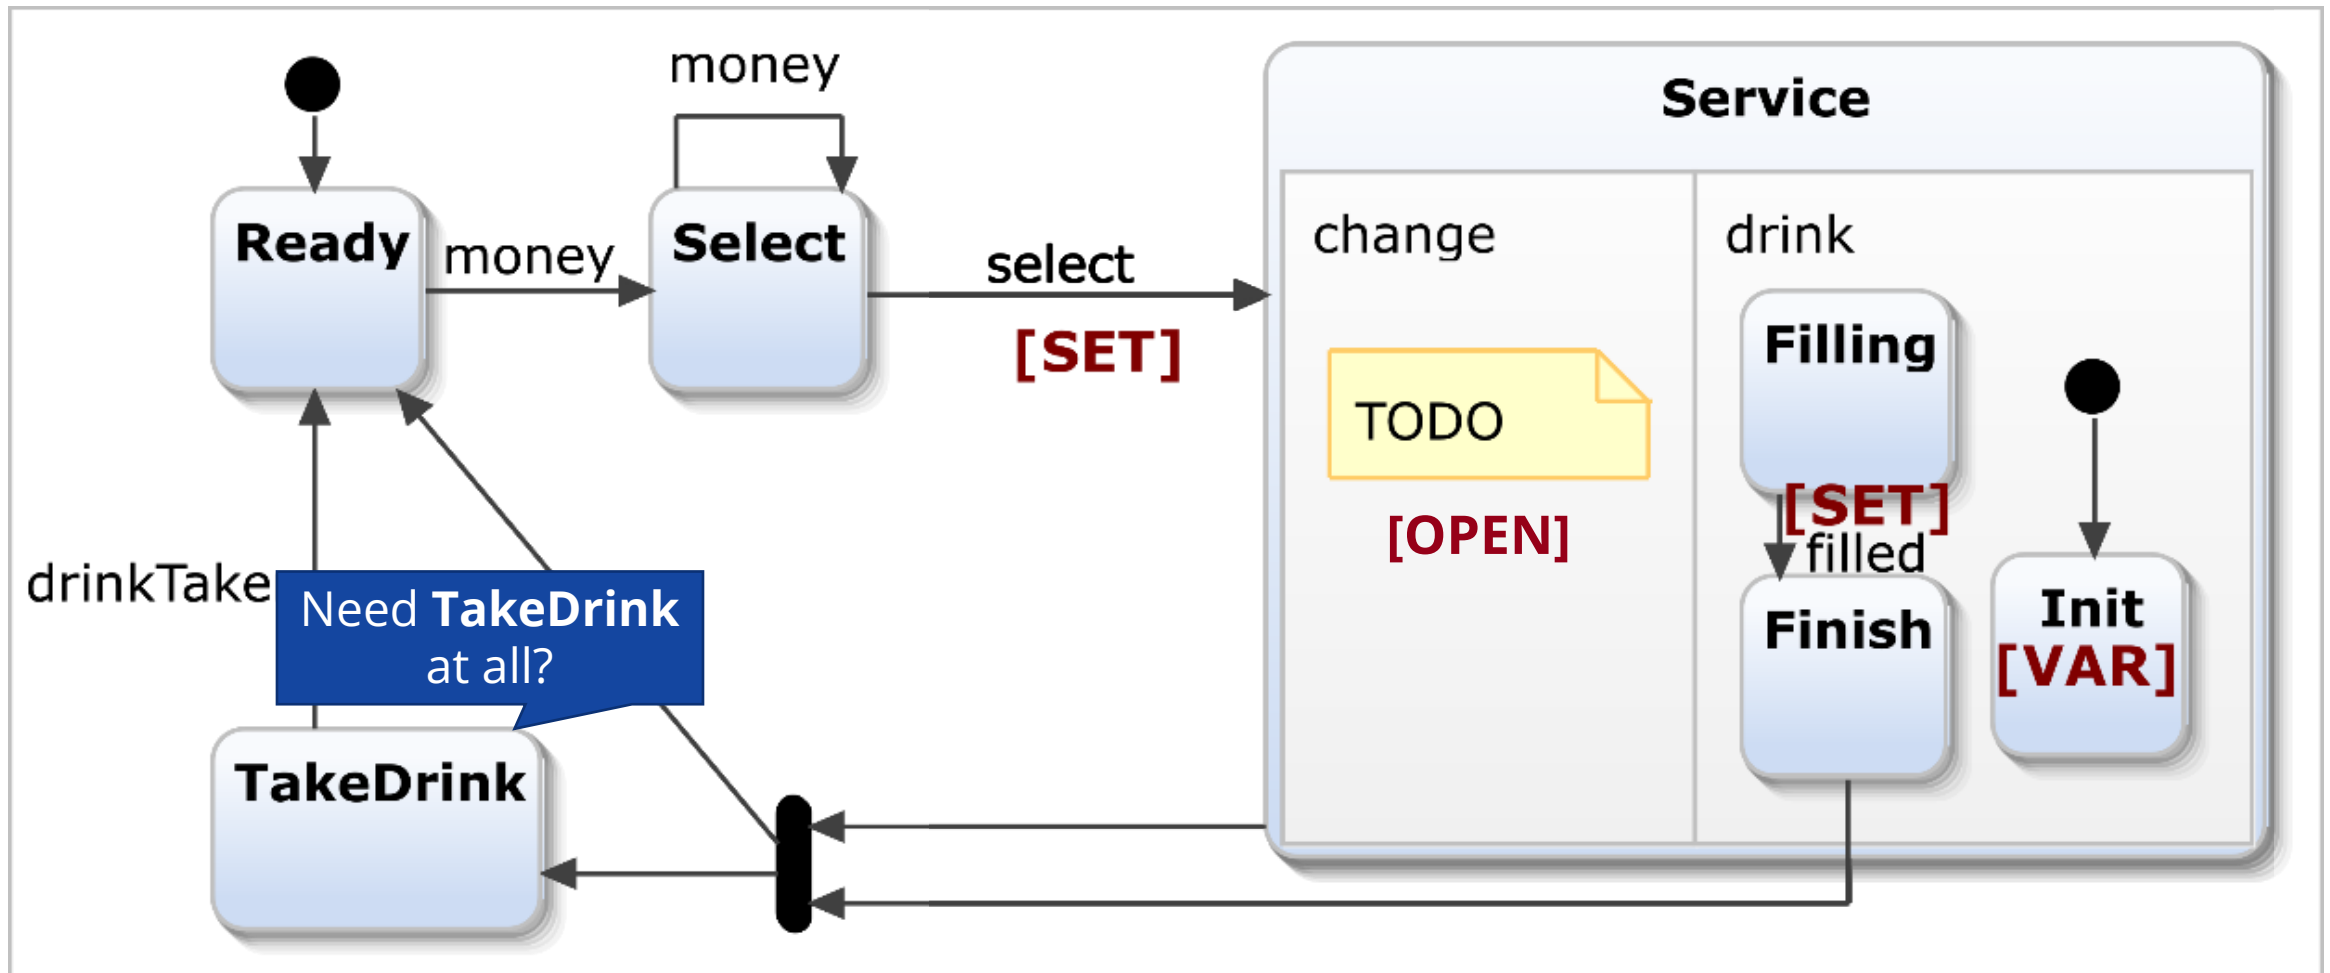 money
Service
Ready
money
Select
select
[SET]
change
drink
Filling
TODO
[OPEN]
[SET]
filled
drinkTake
Need TakeDrink
at all?
Finish
Init
[VAR]
TakeDrink